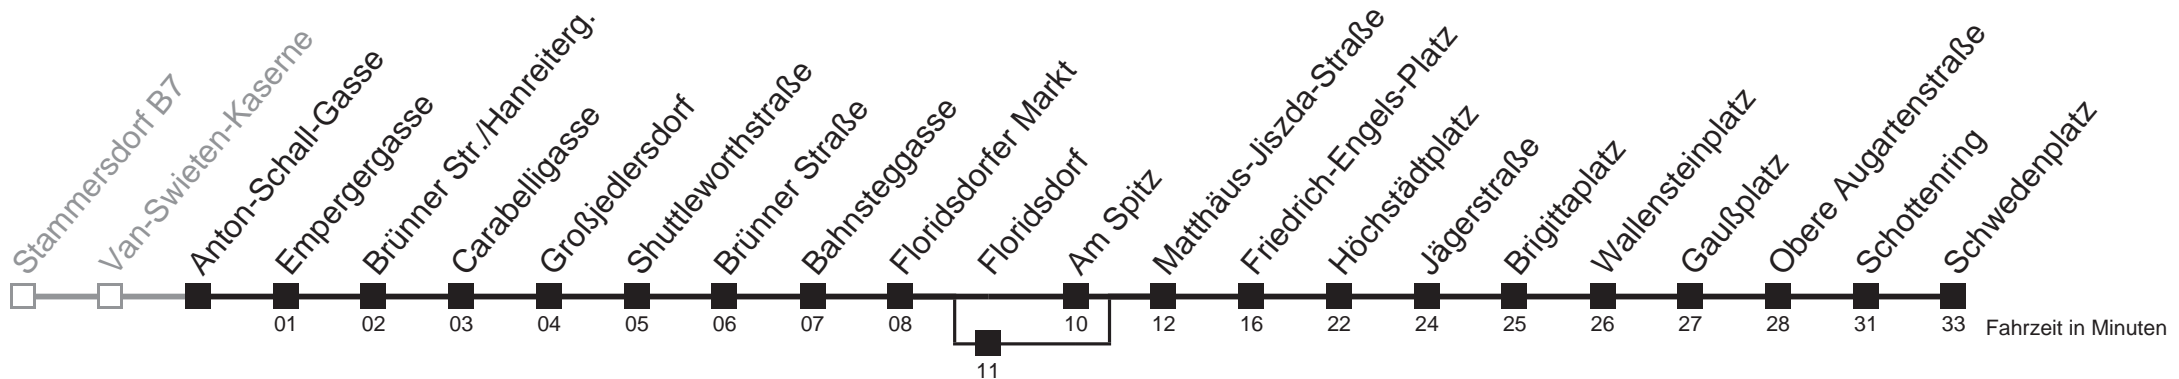 Stammersdorf B7
Van-Swieten-Kaserne
Anton-Schall-Gasse
Empergergasse
Brünner Str./Hanreiterg.
Carabelligasse
Großjedlersdorf
Shuttleworthstraße
Brünner Straße
Bahnsteggasse
Floridsdorfer Markt
Floridsdorf
Am Spitz
Matthäus-Jiszda-Straße
Friedrich-Engels-Platz
Höchstädtplatz
Jägerstraße
Brigittaplatz
Wallensteinplatz
Gaußplatz
Obere Augartenstraße
Schottenring
Schwedenplatz
01 02 03 04 05 06 07 08 10 12 16 22 24 25 26 27 28 31 33 Fahrzeit in Minuten
11